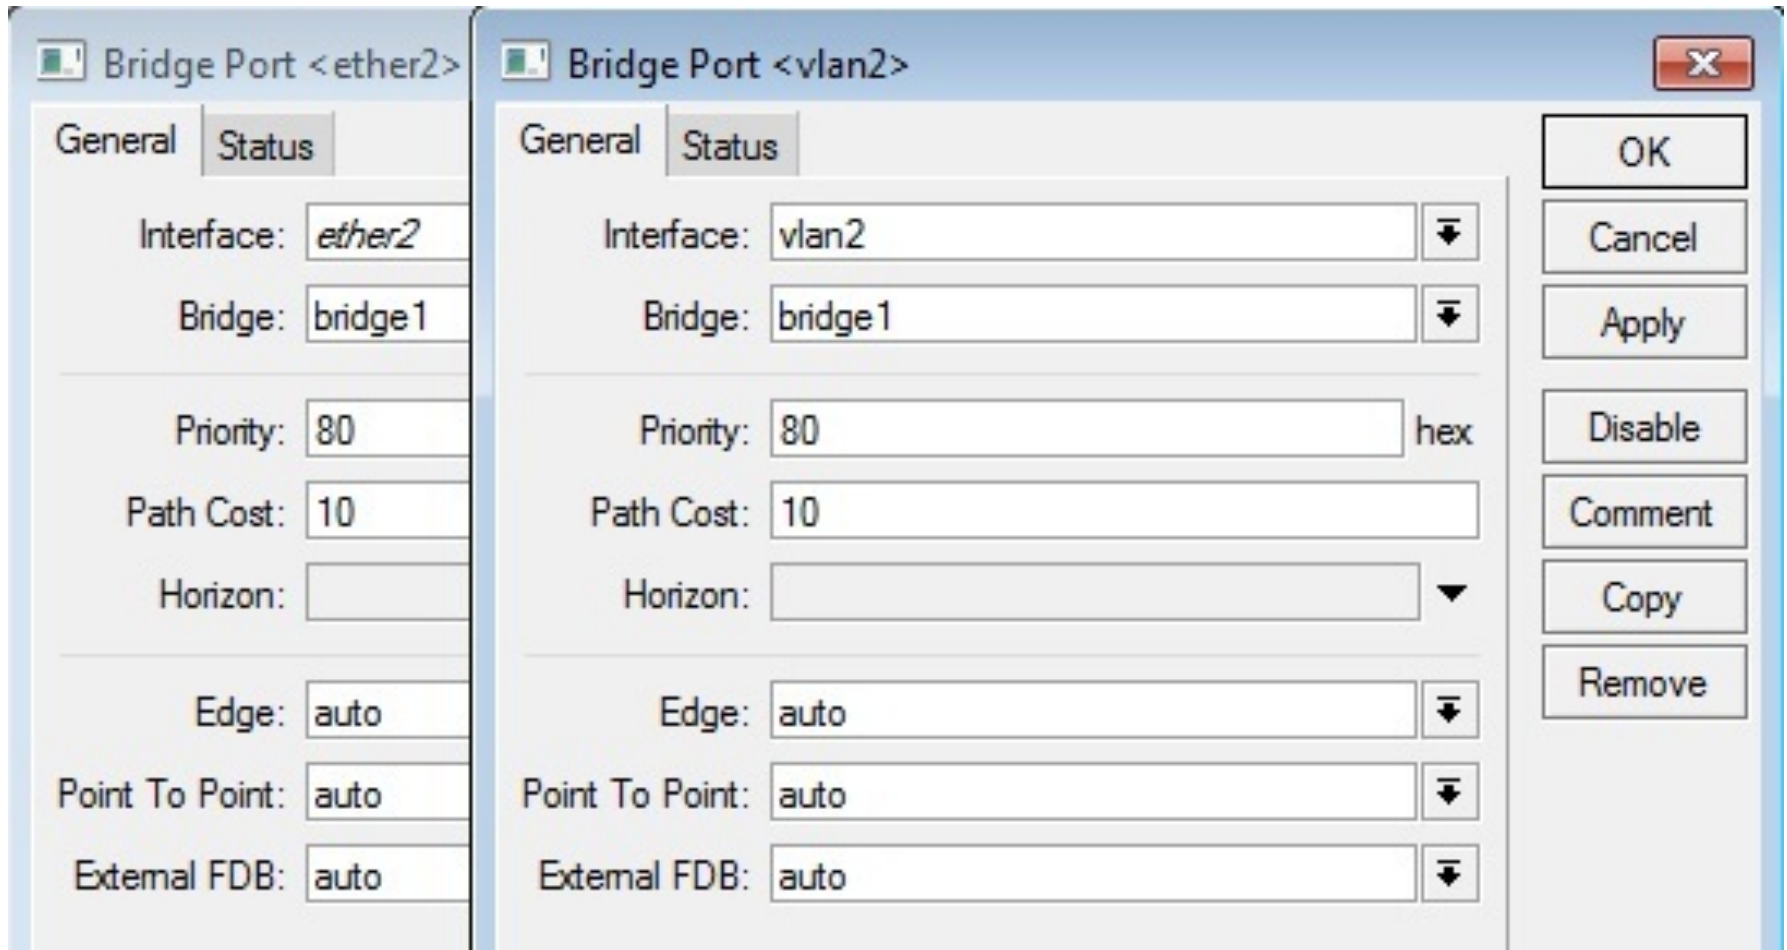 Bridge Port <ether2>
General Status
Interface: ether2
Bridge: bridge1
Priority: 80
Path Cost: 10
Horizon:
Edge: auto
Point To Point: auto
External FDB: auto
Bridge Port <vlan2>
General Status
Interface: vlan2
Bridge: bridge1
Priority: 80 hex
Path Cost: 10
Horizon:
Edge: auto
Point To Point: auto
External FDB: auto
OK
Cancel
Apply
Disable
Comment
Copy
Remove